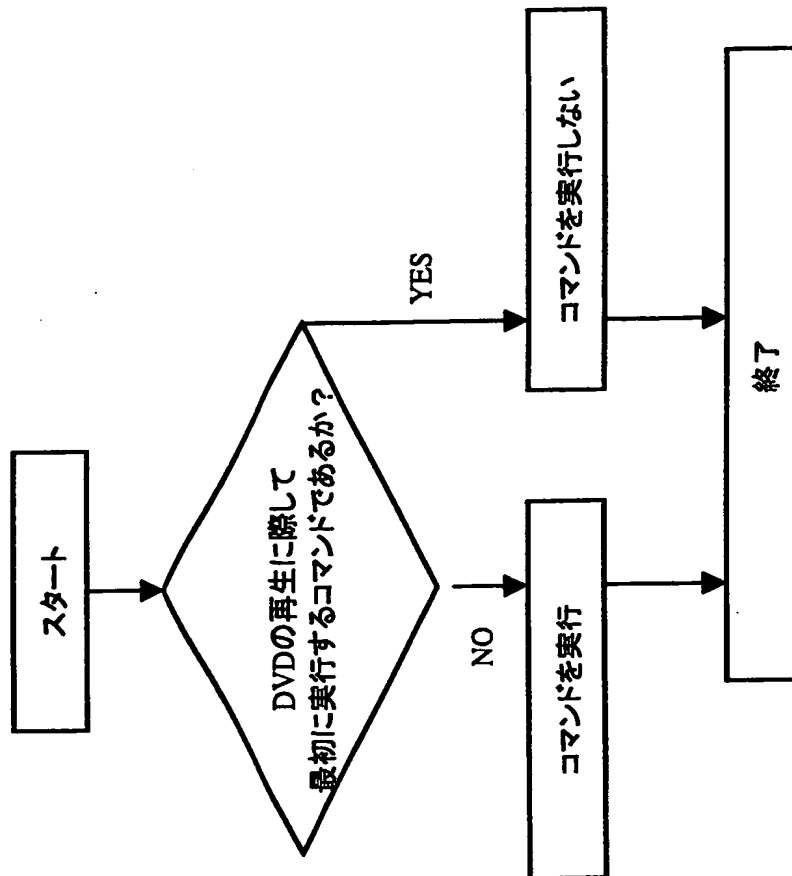 スタート
DVDの再生に際して
最初に実行するコマンドであるか？
YES
NO
コマンドを実行しない
コマンドを実行
終了